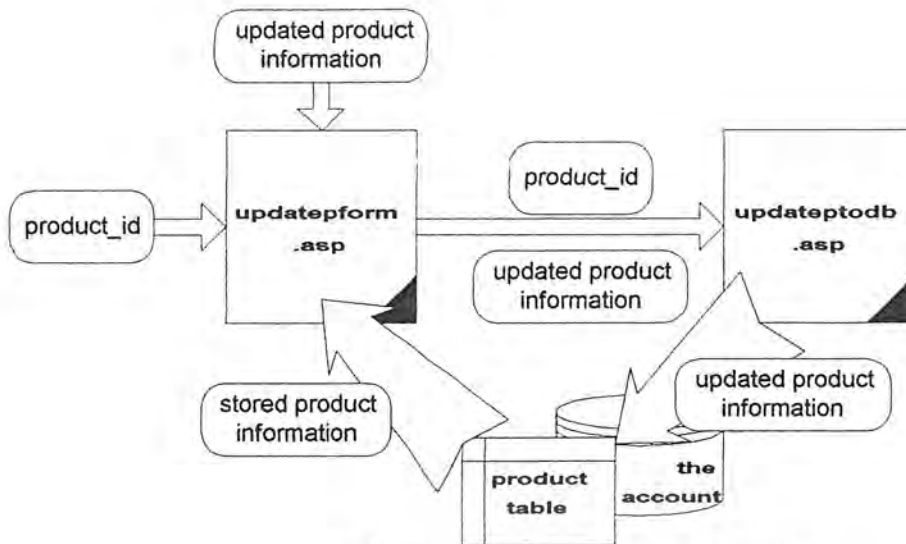 updated product
information
product_id
updatepform
.asp
product_id
updated product
information
updateptodb
.asp
stored product
information
updated product
information
product
table
the
account